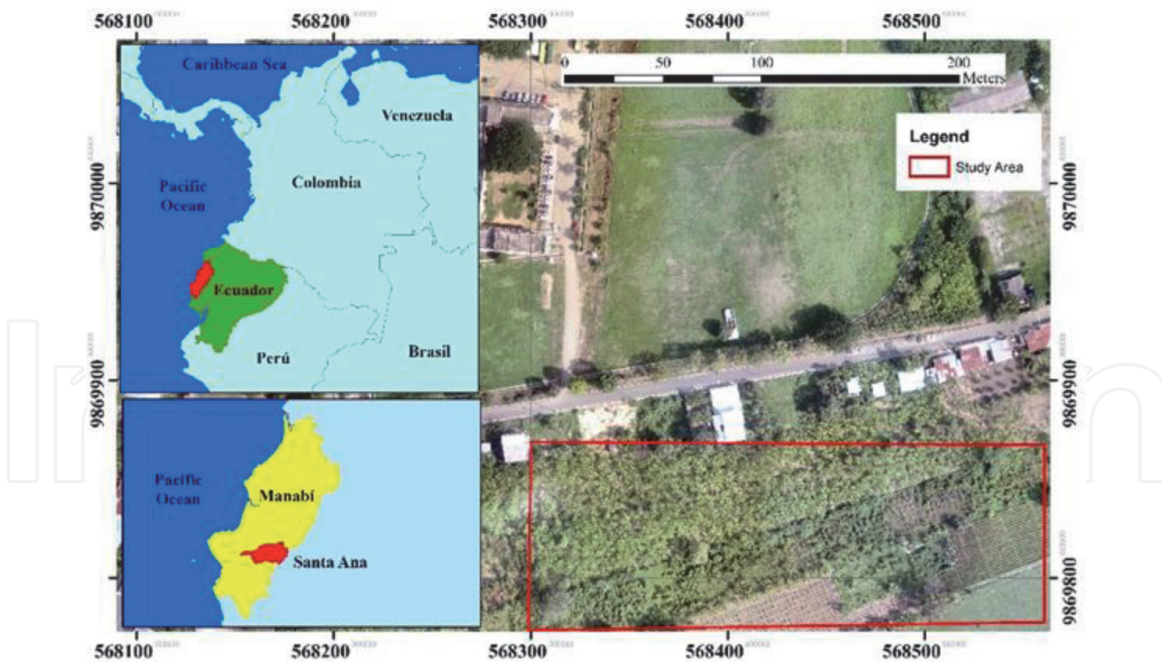 568100 568200 568300 568400 568500
Caribbean Sea
Venezuela
Colombia
Pacific
Ocean
Ecuador
Perú
Brasil
Pacific
Ocean
Manabí
Santa Ana
0 50 100 200
Meters
Legend
Study Area
9870000
9869900
9870000
9869900
9869800
568100 568200 568300 568400 568500